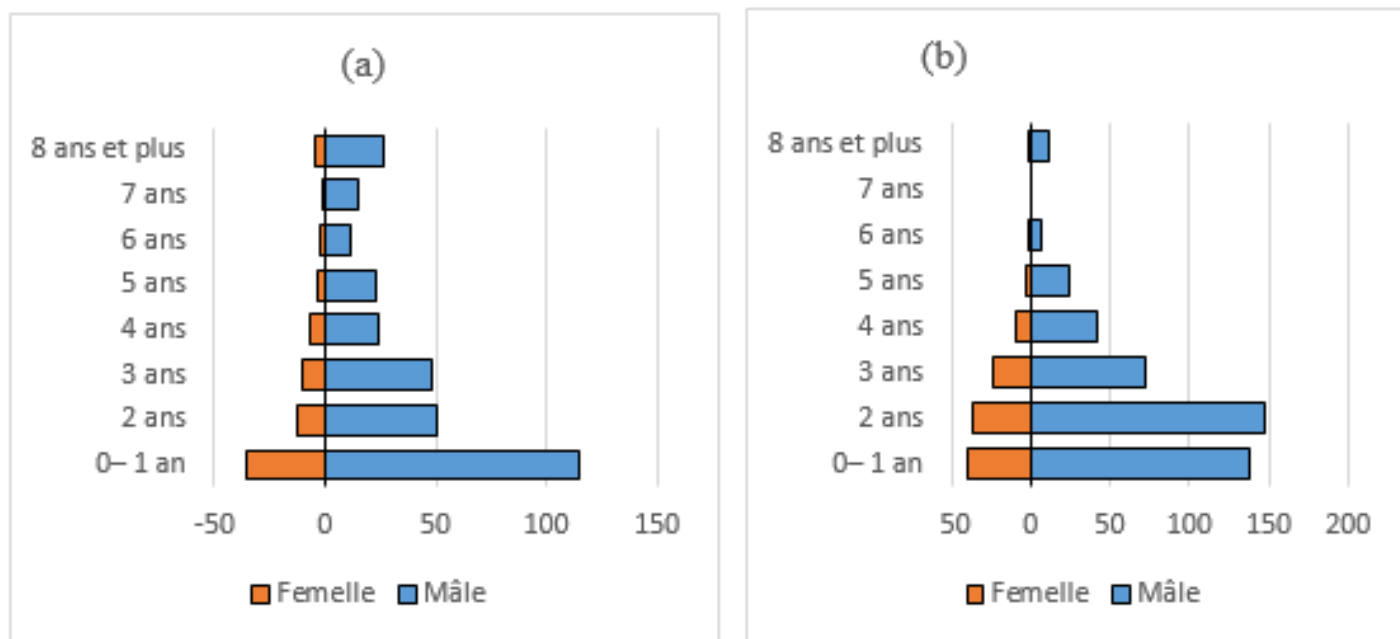 (a)
8 ans et plus
7 ans
6 ans
5 ans
4 ans
3 ans
2 ans
0– 1 an
-50 0 50 100 150
Femelle Mâle
(b)
8 ans et plus
7 ans
6 ans
5 ans
4 ans
3 ans
2 ans
0– 1 an
50 0 50 100 150 200
Femelle Mâle